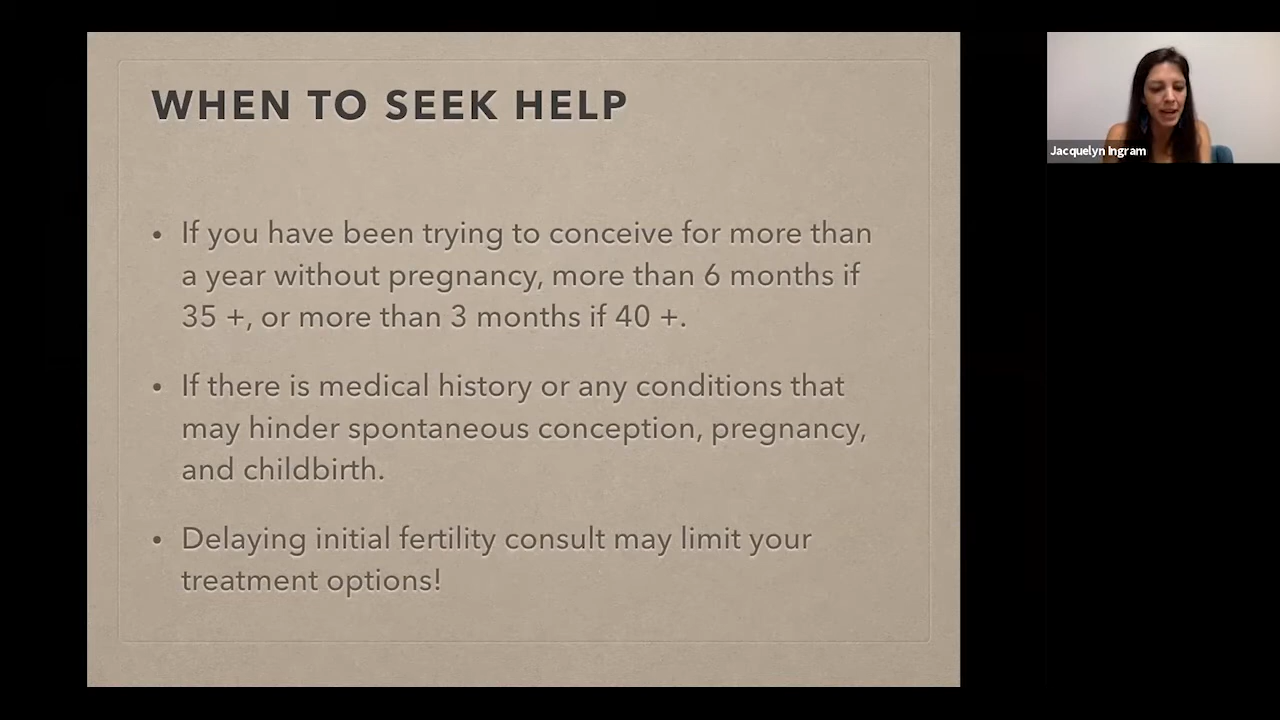 WHEN TO SEEK HELP
• If you have been trying to conceive for more than
a year without pregnancy, more than 6 months if
35 +, or more than 3 months if 40 +.
• If there is medical history or any conditions that
may hinder spontaneous conception, pregnancy,
and childbirth.
• Delaying initial fertility consult may limit your
treatment options!
Jacquelyn Ingram